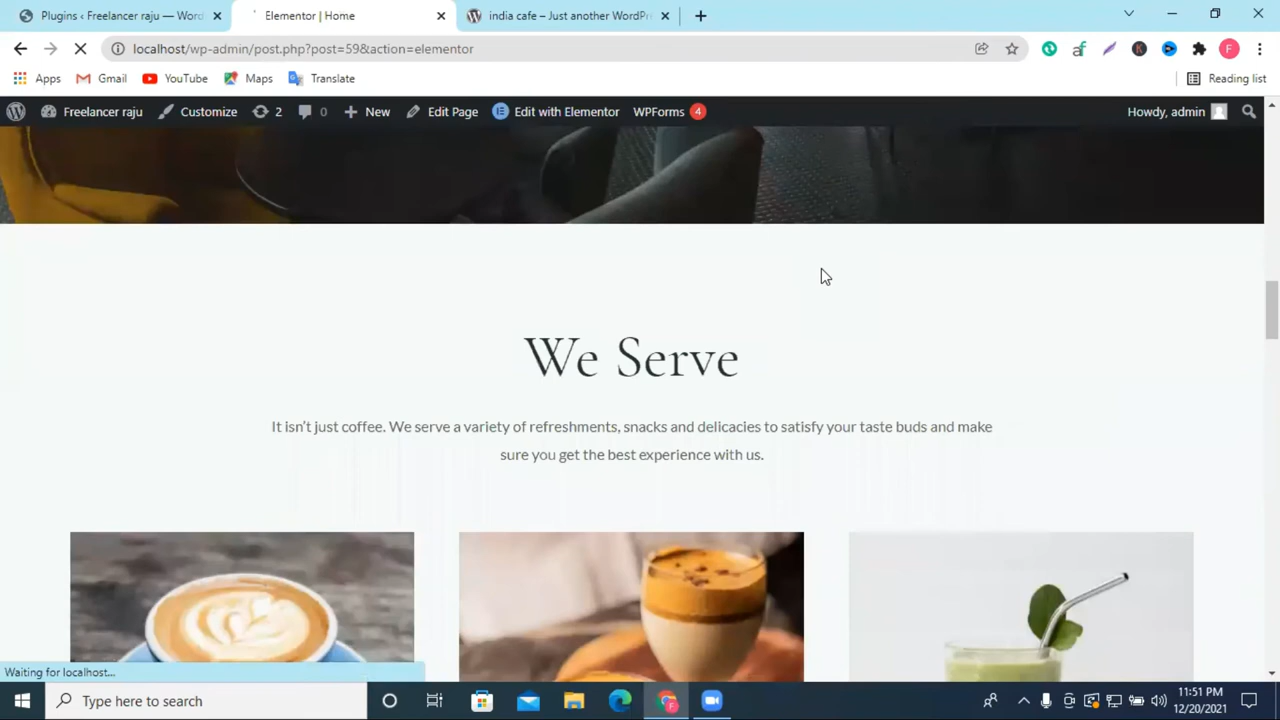 Plugins ‹ Freelancer raju — Word
Elementor | Home
india cafe – Just another WordPr
localhost/wp-admin/post.php?post=59&action=elementor
Apps
Gmail
YouTube
Maps
Translate
Reading list
Freelancer raju
Customize
2
0
New
Edit Page
Edit with Elementor
WPForms 4
Howdy, admin
We Serve
It isn't just coffee. We serve a variety of refreshments, snacks and delicacies to satisfy your taste buds and make
sure you get the best experience with us.
Waiting for localhost...
Type here to search
11:51 PM
12/20/2021